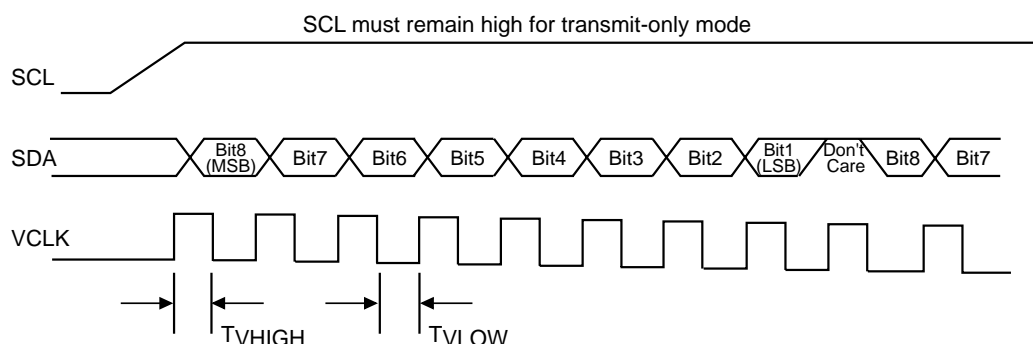 SCL must remain high for transmit-only mode
SCL
SDA
Bit8 (MSB)
Bit7
Bit6
Bit5
Bit4
Bit3
Bit2
Bit1 (LSB)
Don't Care
Bit8
Bit7
VCLK
TVHIGH
TVLOW